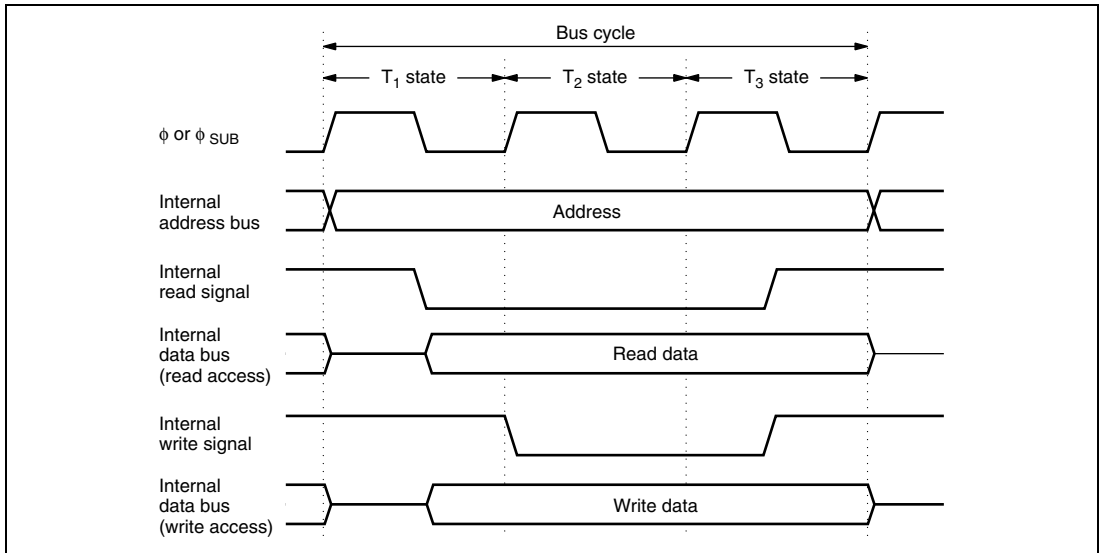 Bus cycle
T1 state
T2 state
T3 state
φ or φ SUB
Internal
address bus
Address
Internal
read signal
Internal
data bus
(read access)
Read data
Internal
write signal
Internal
data bus
(write access)
Write data